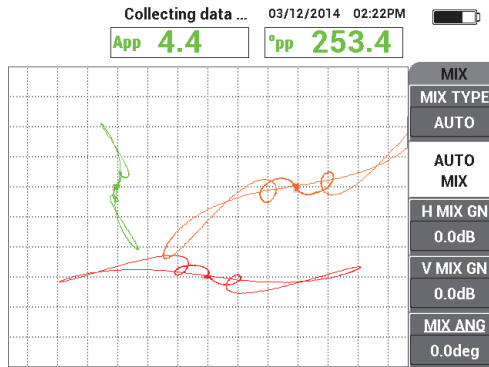 Collecting data ... 03/12/2014 02:22PM
App 4.4 °pp 253.4
MIX
MIX TYPE
AUTO
AUTO
MIX
H MIX GN
0.0dB
V MIX GN
0.0dB
MIX ANG
0.0deg